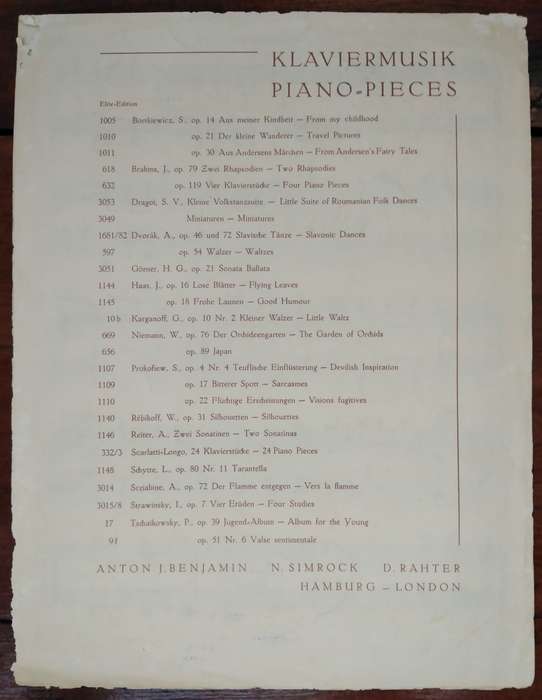 KLAVIERMUSIK
PIANO-PIECES
Elite-Edition
1005 Bortkiewicz, S., op. 14 Aus meiner Kindheit — From my childhood
1010 op. 21 Der kleine Wanderer — Travel Pictures
1011 op. 30 Aus Andersens Märchen — From Andersen's Fairy Tales
618 Brahms, J., op. 79 Zwei Rhapsodien — Two Rhapsodies
632 op. 119 Vier Klavierstücke — Four Piano Pieces
3053 Dragoi, S. V., Kleine Volkstanzsuite — Little Suite of Roumanian Folk Dances
3049 Miniaturen — Miniatures
1681/82 Dvorák, A., op. 46 und 72 Slavische Tänze — Slavonic Dances
597 op. 54 Walzer — Waltzes
3051 Görner, H. G., op. 21 Sonata Ballata
1144 Haas, J., op. 16 Lose Blätter — Flying Leaves
1145 op. 18 Frohe Launen — Good Humour
10b Karganoff, G., op. 10 Nr. 2 Kleiner Walzer — Little Waltz
669 Niemann, W., op. 76 Der Orchideengarten — The Garden of Orchids
656 op. 89 Japan
1107 Prokofiew, S., op. 4 Nr. 4 Teuflische Einflüsterung — Devilish Inspiration
1109 op. 17 Bitterer Spott — Sarcasmes
1110 op. 22 Flüchtige Erscheinungen — Visions fugitives
1140 Rébikoff, W., op. 31 Silhouetten — Silhouettes
1146 Reiter, A., Zwei Sonatinen — Two Sonatinas
332/3 Scarlatti-Longo, 24 Klavierstücke — 24 Piano Pieces
1148 Schytte, L., op. 80 Nr. 11 Tarantella
3014 Scriabine, A., op. 72 Der Flamme entgegen — Vers la flamme
3015/8 Strawinsky, I., op. 7 Vier Etüden — Four Studies
17 Tschaikowsky, P., op. 39 Jugend-Album — Album for the Young
91 op. 51 Nr. 6 Valse sentimentale
ANTON J. BENJAMIN N. SIMROCK D. RAHTER
HAMBURG — LONDON